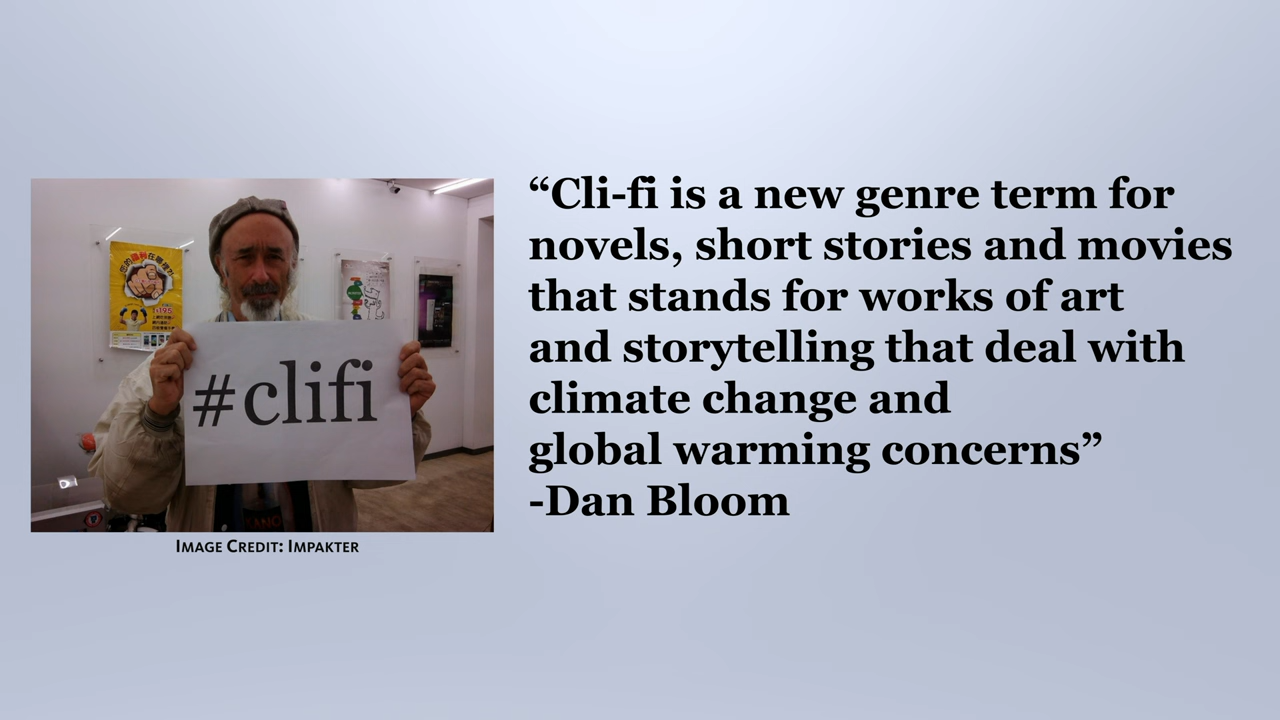 “Cli-fi is a new genre term for
novels, short stories and movies
that stands for works of art
and storytelling that deal with
climate change and
global warming concerns”
-Dan Bloom
#clifi
IMAGE CREDIT: IMPAKTER